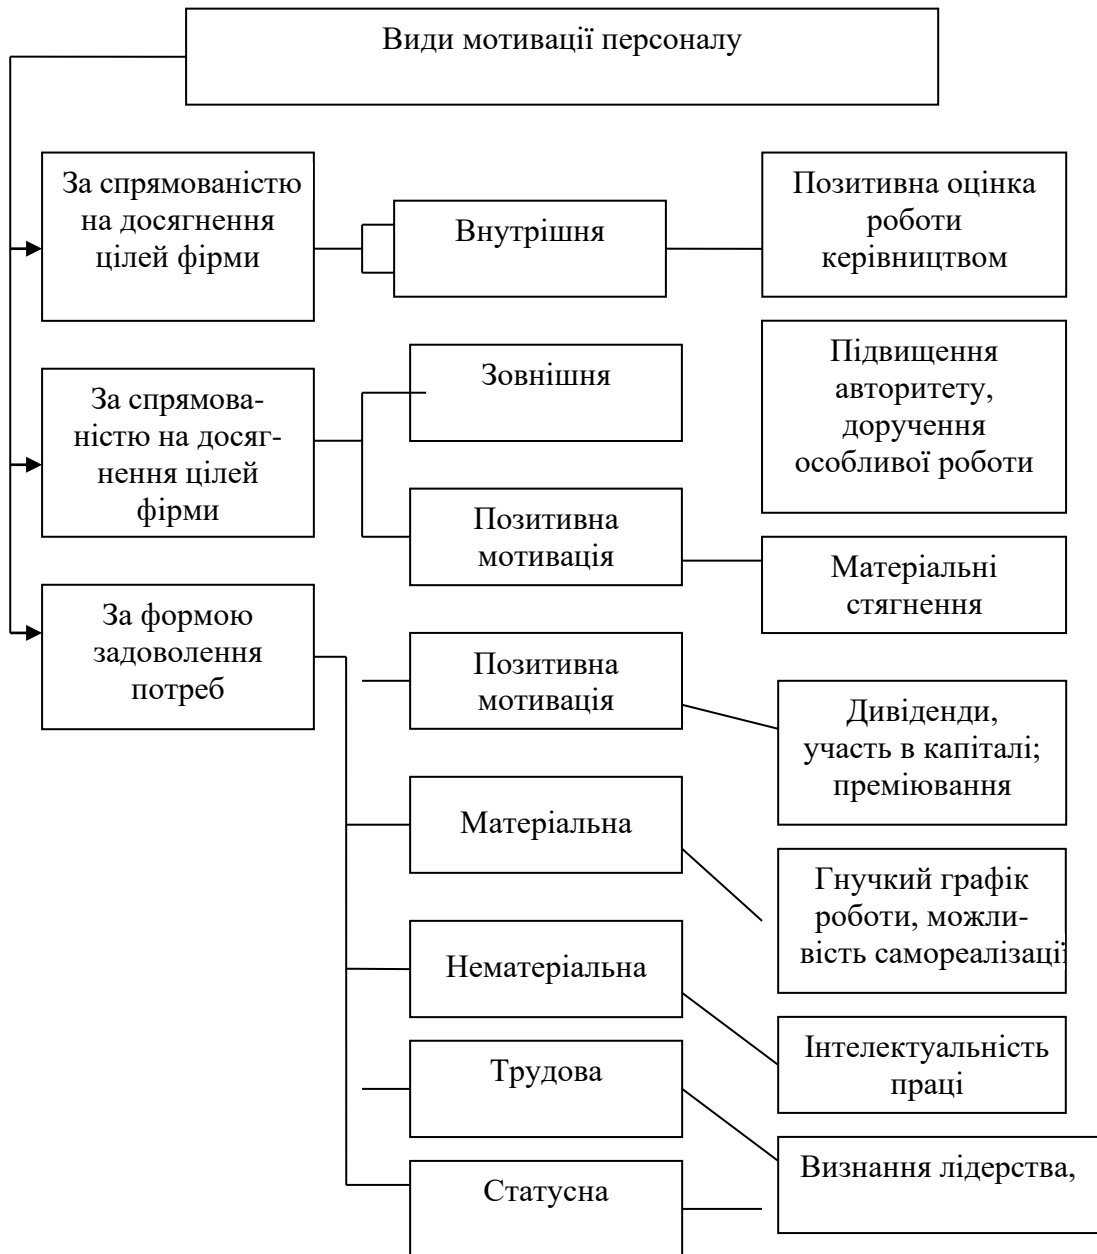 Види мотивації персоналу
За спрямованістю
на досягнення
цілей фірми
Внутрішня
Позитивна оцінка
роботи
керівництвом
За спрямова-
ністю на досяг-
нення цілей
фірми
Зовнішня
Підвищення
авторитету,
доручення
особливої роботи
Позитивна
мотивація
Матеріальні
стягнення
За формою
задоволення
потреб
Позитивна
мотивація
Дивіденди,
участь в капіталі;
преміювання
Матеріальна
Гнучкий графік
роботи, можли-
вість самореалізації
Нематеріальна
Інтелектуальність
праці
Трудова
Визнання лідерства,
Статусна